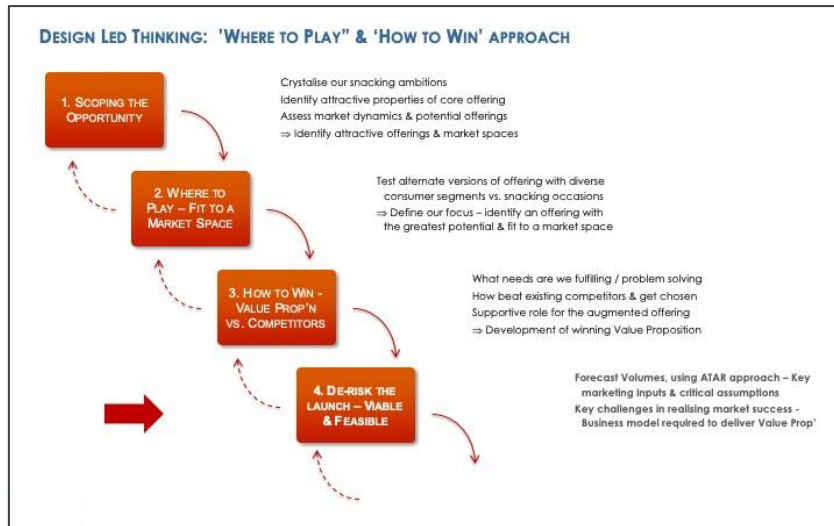 DESIGN LED THINKING: 'WHERE TO PLAY" & 'HOW TO WIN' APPROACH
1. SCOPING THE
OPPORTUNITY
Crystalise our snacking ambitions
Identify attractive properties of core offering
Assess market dynamics & potential offerings
⇒ Identify attractive offerings & market spaces
2. WHERE TO
PLAY – FIT TO A
MARKET SPACE
Test alternate versions of offering with diverse
consumer segments vs. snacking occasions
⇒ Define our focus – identify an offering with
the greatest potential & fit to a market space
3. HOW TO WIN -
VALUE PROP'N
VS. COMPETITORS
What needs are we fulfilling / problem solving
How beat existing competitors & get chosen
Supportive role for the augmented offering
⇒ Development of winning Value Proposition
4. DE-RISK THE
LAUNCH – VIABLE
& FEASIBLE
Forecast Volumes, using ATAR approach – Key
marketing inputs & critical assumptions
Key challenges in realising market success -
Business model required to deliver Value Prop'